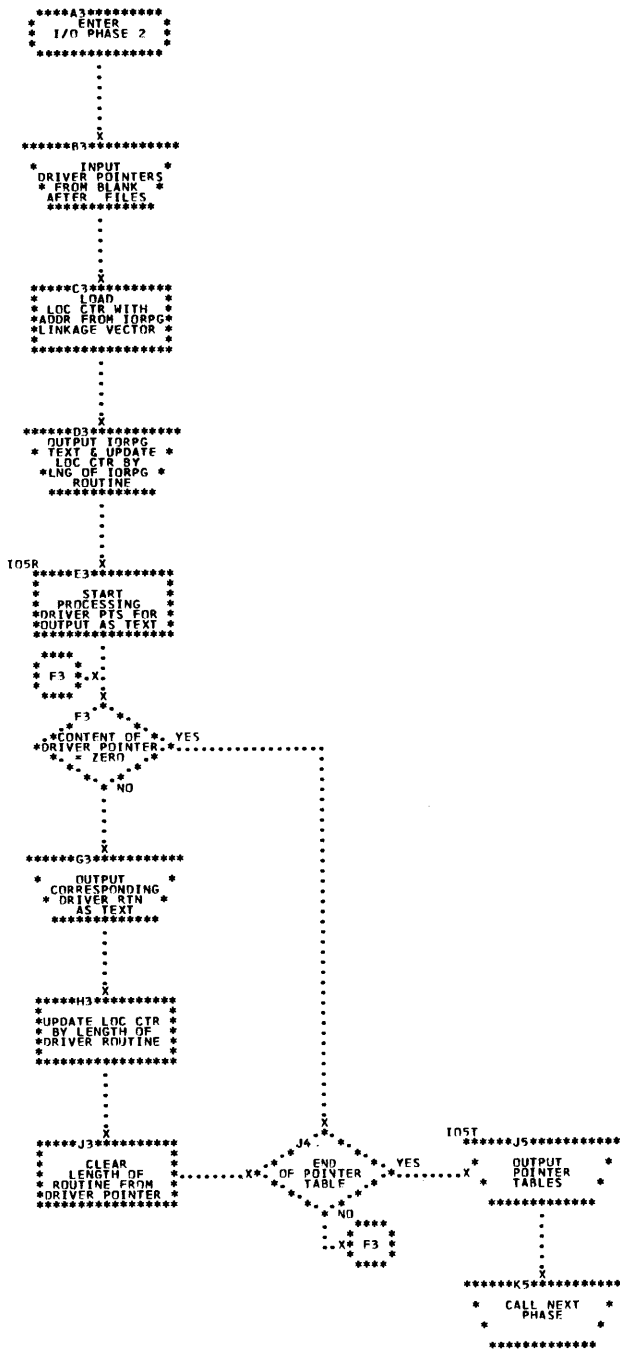 A3
ENTER
I/O PHASE 2
B3
INPUT
DRIVER POINTERS
FROM BLANK
AFTER FILES
C3
LOAD
LOC CTR WITH
ADDR FROM IORPG
LINKAGE VECTOR
D3
OUTPUT IORPG
TEXT & UPDATE
LOC CTR BY
LNG OF IORPG
ROUTINE
IO5R
E3
START
PROCESSING
DRIVER PTS FOR
OUTPUT AS TEXT
F3
F3
CONTENT OF
DRIVER POINTER
= ZERO
YES
NO
G3
OUTPUT
CORRESPONDING
DRIVER RTN
AS TEXT
H3
UPDATE LOC CTR
BY LENGTH OF
DRIVER ROUTINE
J3
CLEAR
LENGTH OF
ROUTINE FROM
DRIVER POINTER
J4
END
OF POINTER
TABLE
YES
NO
F3
IO5T
J5
OUTPUT
POINTER
TABLES
K5
CALL NEXT
PHASE